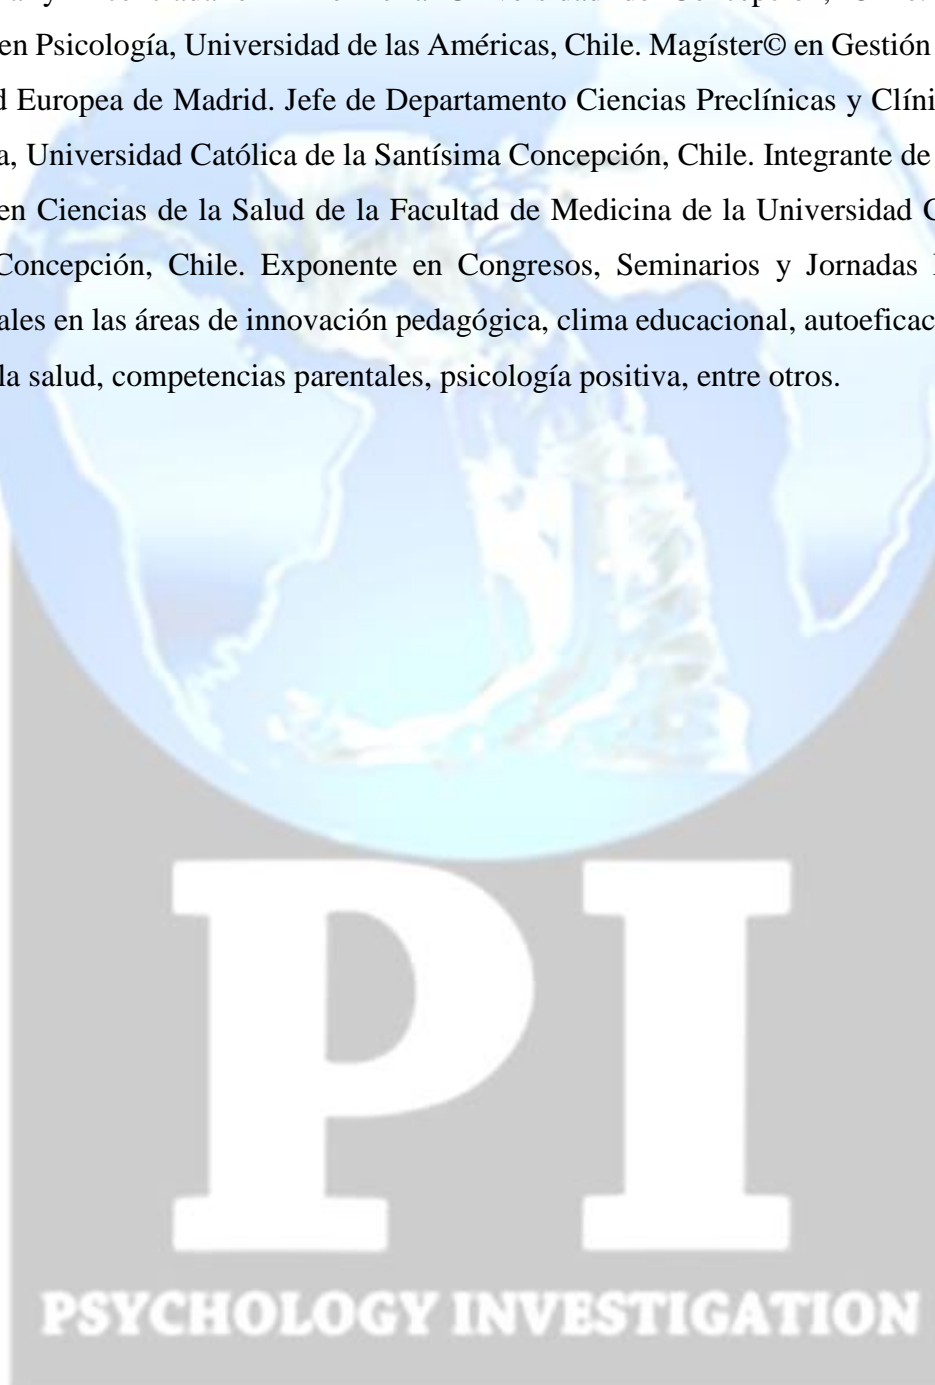 en Psicología, Universidad de las Américas, Chile. Magíster© en Gestión
d Europea de Madrid. Jefe de Departamento Ciencias Preclínicas y Clíni
a, Universidad Católica de la Santísima Concepción, Chile. Integrante de
en Ciencias de la Salud de la Facultad de Medicina de la Universidad C
Concepción, Chile. Exponente en Congresos, Seminarios y Jornadas
ales en las áreas de innovación pedagógica, clima educacional, autoeficac
la salud, competencias parentales, psicología positiva, entre otros.
PI
PSYCHOLOGY INVESTIGATION